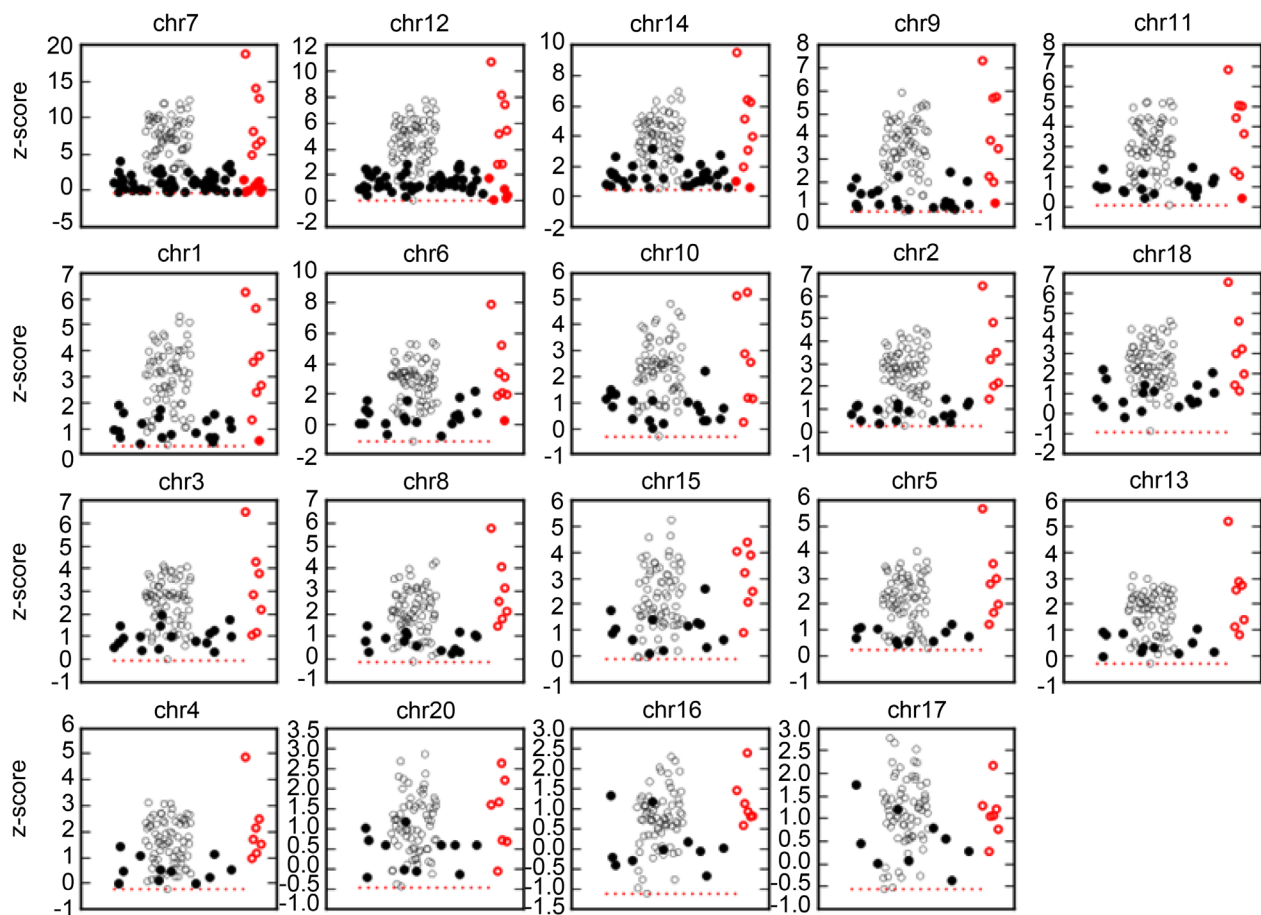 chr7 chr12 chr14 chr9 chr11
z-score 20 15 10 5 0 -5
12 10 8 6 4 2 0 -2
10 8 6 4 2 0 -2
8 7 6 5 4 3 2 1 0
8 7 6 5 4 3 2 1 0 -1
chr1 chr6 chr10 chr2 chr18
z-score 7 6 5 4 3 2 1 0
10 8 6 4 2 0 -2
6 5 4 3 2 1 0 -1
7 6 5 4 3 2 1 0 -1
7 6 5 4 3 2 1 0 -1 -2
chr3 chr8 chr15 chr5 chr13
z-score 7 6 5 4 3 2 1 0 -1
7 6 5 4 3 2 1 0 -1
6 5 4 3 2 1 0 -1
6 5 4 3 2 1 0 -1
6 5 4 3 2 1 0 -1
chr4 chr20 chr16 chr17
z-score 6 5 4 3 2 1 0 -1
3.5 3.0 2.5 2.0 1.5 1.0 0.5 0.0 -0.5 -1.0
3.0 2.5 2.0 1.5 1.0 0.5 0.0 -0.5 -1.0 -1.5
3.0 2.5 2.0 1.5 1.0 0.5 0.0 -0.5 -1.0